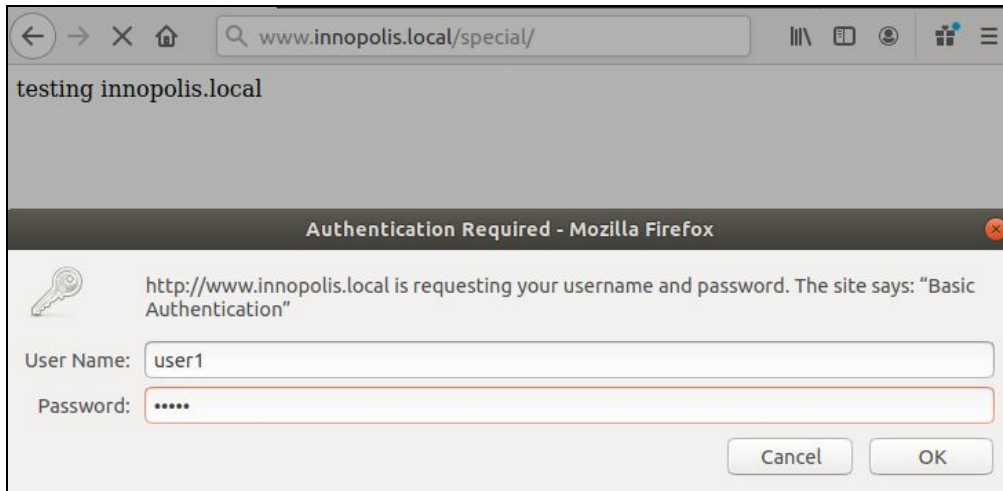 www.innopolis.local/special/
testing innopolis.local
Authentication Required - Mozilla Firefox
http://www.innopolis.local is requesting your username and password. The site says: “Basic
Authentication”
User Name: user1
Password: •••••
Cancel OK